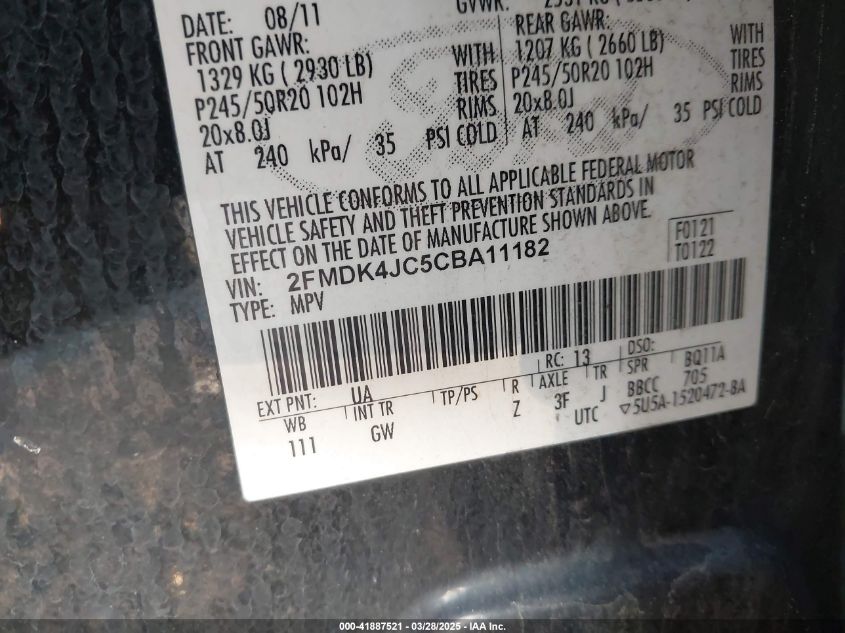 DATE: 08/11 GVWR:
FRONT GAWR: REAR GAWR:
1329 KG ( 2930 LB) WITH 1207 KG ( 2660 LB) WITH
P245/50R20 102H TIRES P245/50R20 102H TIRES
20x8.0J RIMS 20x8.0J RIMS
AT 240 kPa/ 35 PSI COLD AT 240 kPa/ 35 PSI COLD
THIS VEHICLE CONFORMS TO ALL APPLICABLE FEDERAL MOTOR
VEHICLE SAFETY AND THEFT PREVENTION STANDARDS IN
EFFECT ON THE DATE OF MANUFACTURE SHOWN ABOVE.
VIN: 2FMDK4JC5CBA11182 F0121
TYPE: MPV T0122
EXT PNT: UA RC: 13 DSO:
WB INT TR TP/PS R AXLE TR SPR BQ11A
111 GW Z 3F J BBCC 705
UTC ▽5U5A-1520472-BA
000-41887521 | 03/28/2025 | IAA Inc.